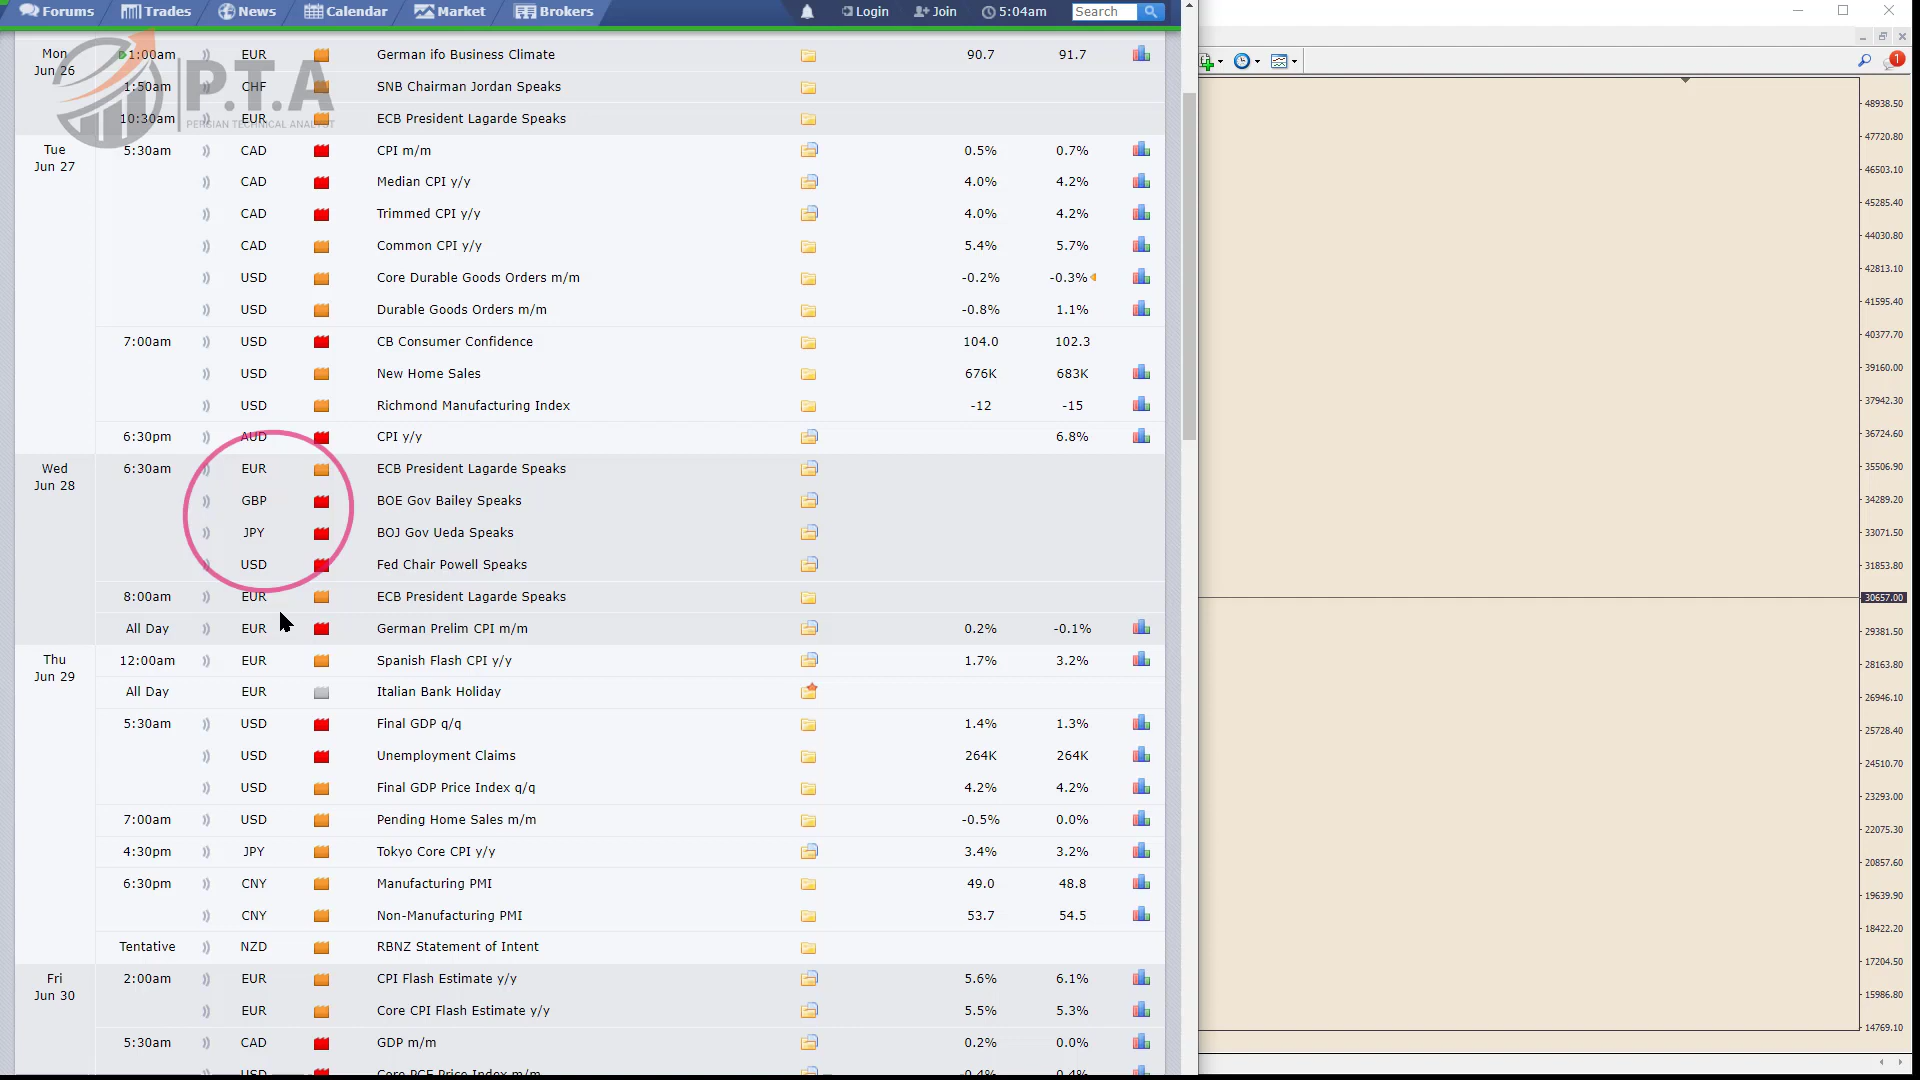 Forums Trades News Calendar Market Brokers Login Join 5:04am Search
Mon Jun 26 1:00am EUR German ifo Business Climate 90.7 91.7
1:50am CHF SNB Chairman Jordan Speaks
10:30am EUR ECB President Lagarde Speaks
P.T.A
PERSIAN TECHNICAL ANALYST
Tue Jun 27 5:30am CAD CPI m/m 0.5% 0.7%
CAD Median CPI y/y 4.0% 4.2%
CAD Trimmed CPI y/y 4.0% 4.2%
CAD Common CPI y/y 5.4% 5.7%
USD Core Durable Goods Orders m/m -0.2% -0.3%
USD Durable Goods Orders m/m -0.8% 1.1%
7:00am USD CB Consumer Confidence 104.0 102.3
USD New Home Sales 676K 683K
USD Richmond Manufacturing Index -12 -15
6:30pm AUD CPI y/y 6.8%
Wed Jun 28 6:30am EUR ECB President Lagarde Speaks
GBP BOE Gov Bailey Speaks
JPY BOJ Gov Ueda Speaks
USD Fed Chair Powell Speaks
8:00am EUR ECB President Lagarde Speaks
All Day EUR German Prelim CPI m/m 0.2% -0.1%
Thu Jun 29 12:00am EUR Spanish Flash CPI y/y 1.7% 3.2%
All Day EUR Italian Bank Holiday
5:30am USD Final GDP q/q 1.4% 1.3%
USD Unemployment Claims 264K 264K
USD Final GDP Price Index q/q 4.2% 4.2%
7:00am USD Pending Home Sales m/m -0.5% 0.0%
4:30pm JPY Tokyo Core CPI y/y 3.4% 3.2%
6:30pm CNY Manufacturing PMI 49.0 48.8
CNY Non-Manufacturing PMI 53.7 54.5
Tentative NZD RBNZ Statement of Intent
Fri Jun 30 2:00am EUR CPI Flash Estimate y/y 5.6% 6.1%
EUR Core CPI Flash Estimate y/y 5.5% 5.3%
5:30am CAD GDP m/m 0.2% 0.0%
USD Core PCE Price Index m/m 0.4% 0.4%
1
48938.50
47720.80
46503.10
45285.40
44030.80
42813.10
41595.40
40377.70
39160.00
37942.30
36724.60
35506.90
34289.20
33071.50
31853.80
30657.00
29381.50
28163.80
26946.10
25728.40
24510.70
23293.00
22075.30
20857.60
19639.90
18422.20
17204.50
15986.80
14769.10